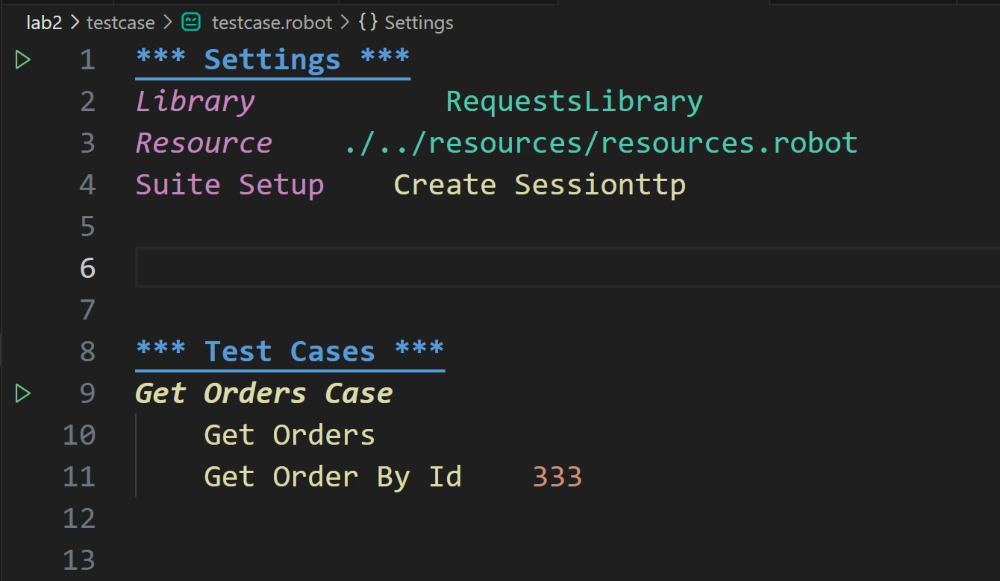 lab2 > testcase > testcase.robot > {} Settings
1 *** Settings ***
2 Library           RequestsLibrary
3 Resource    ./../resources/resources.robot
4 Suite Setup    Create Sessionttp
5
6
7
8 *** Test Cases ***
9 Get Orders Case
10     Get Orders
11     Get Order By Id    333
12
13